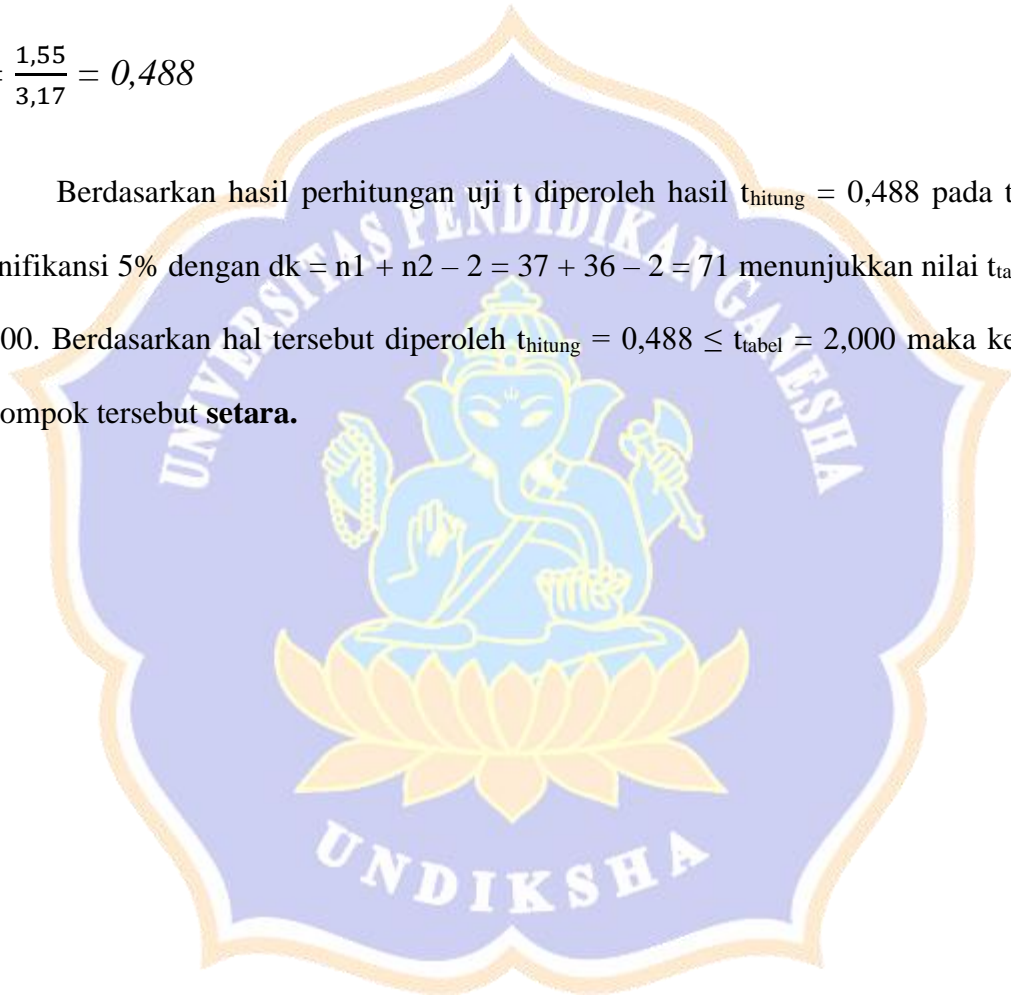 = 1,55/3,17 = 0,488
Berdasarkan hasil perhitungan uji t diperoleh hasil thitung = 0,488 pada t
nifikansi 5% dengan dk = n1 + n2 – 2 = 37 + 36 – 2 = 71 menunjukkan nilai tta
00. Berdasarkan hal tersebut diperoleh thitung = 0,488 ≤ ttabel = 2,000 maka ke
ompok tersebut setara.
UNIVERSITAS PENDIDIKAN GANESHA
UNDIKSHA